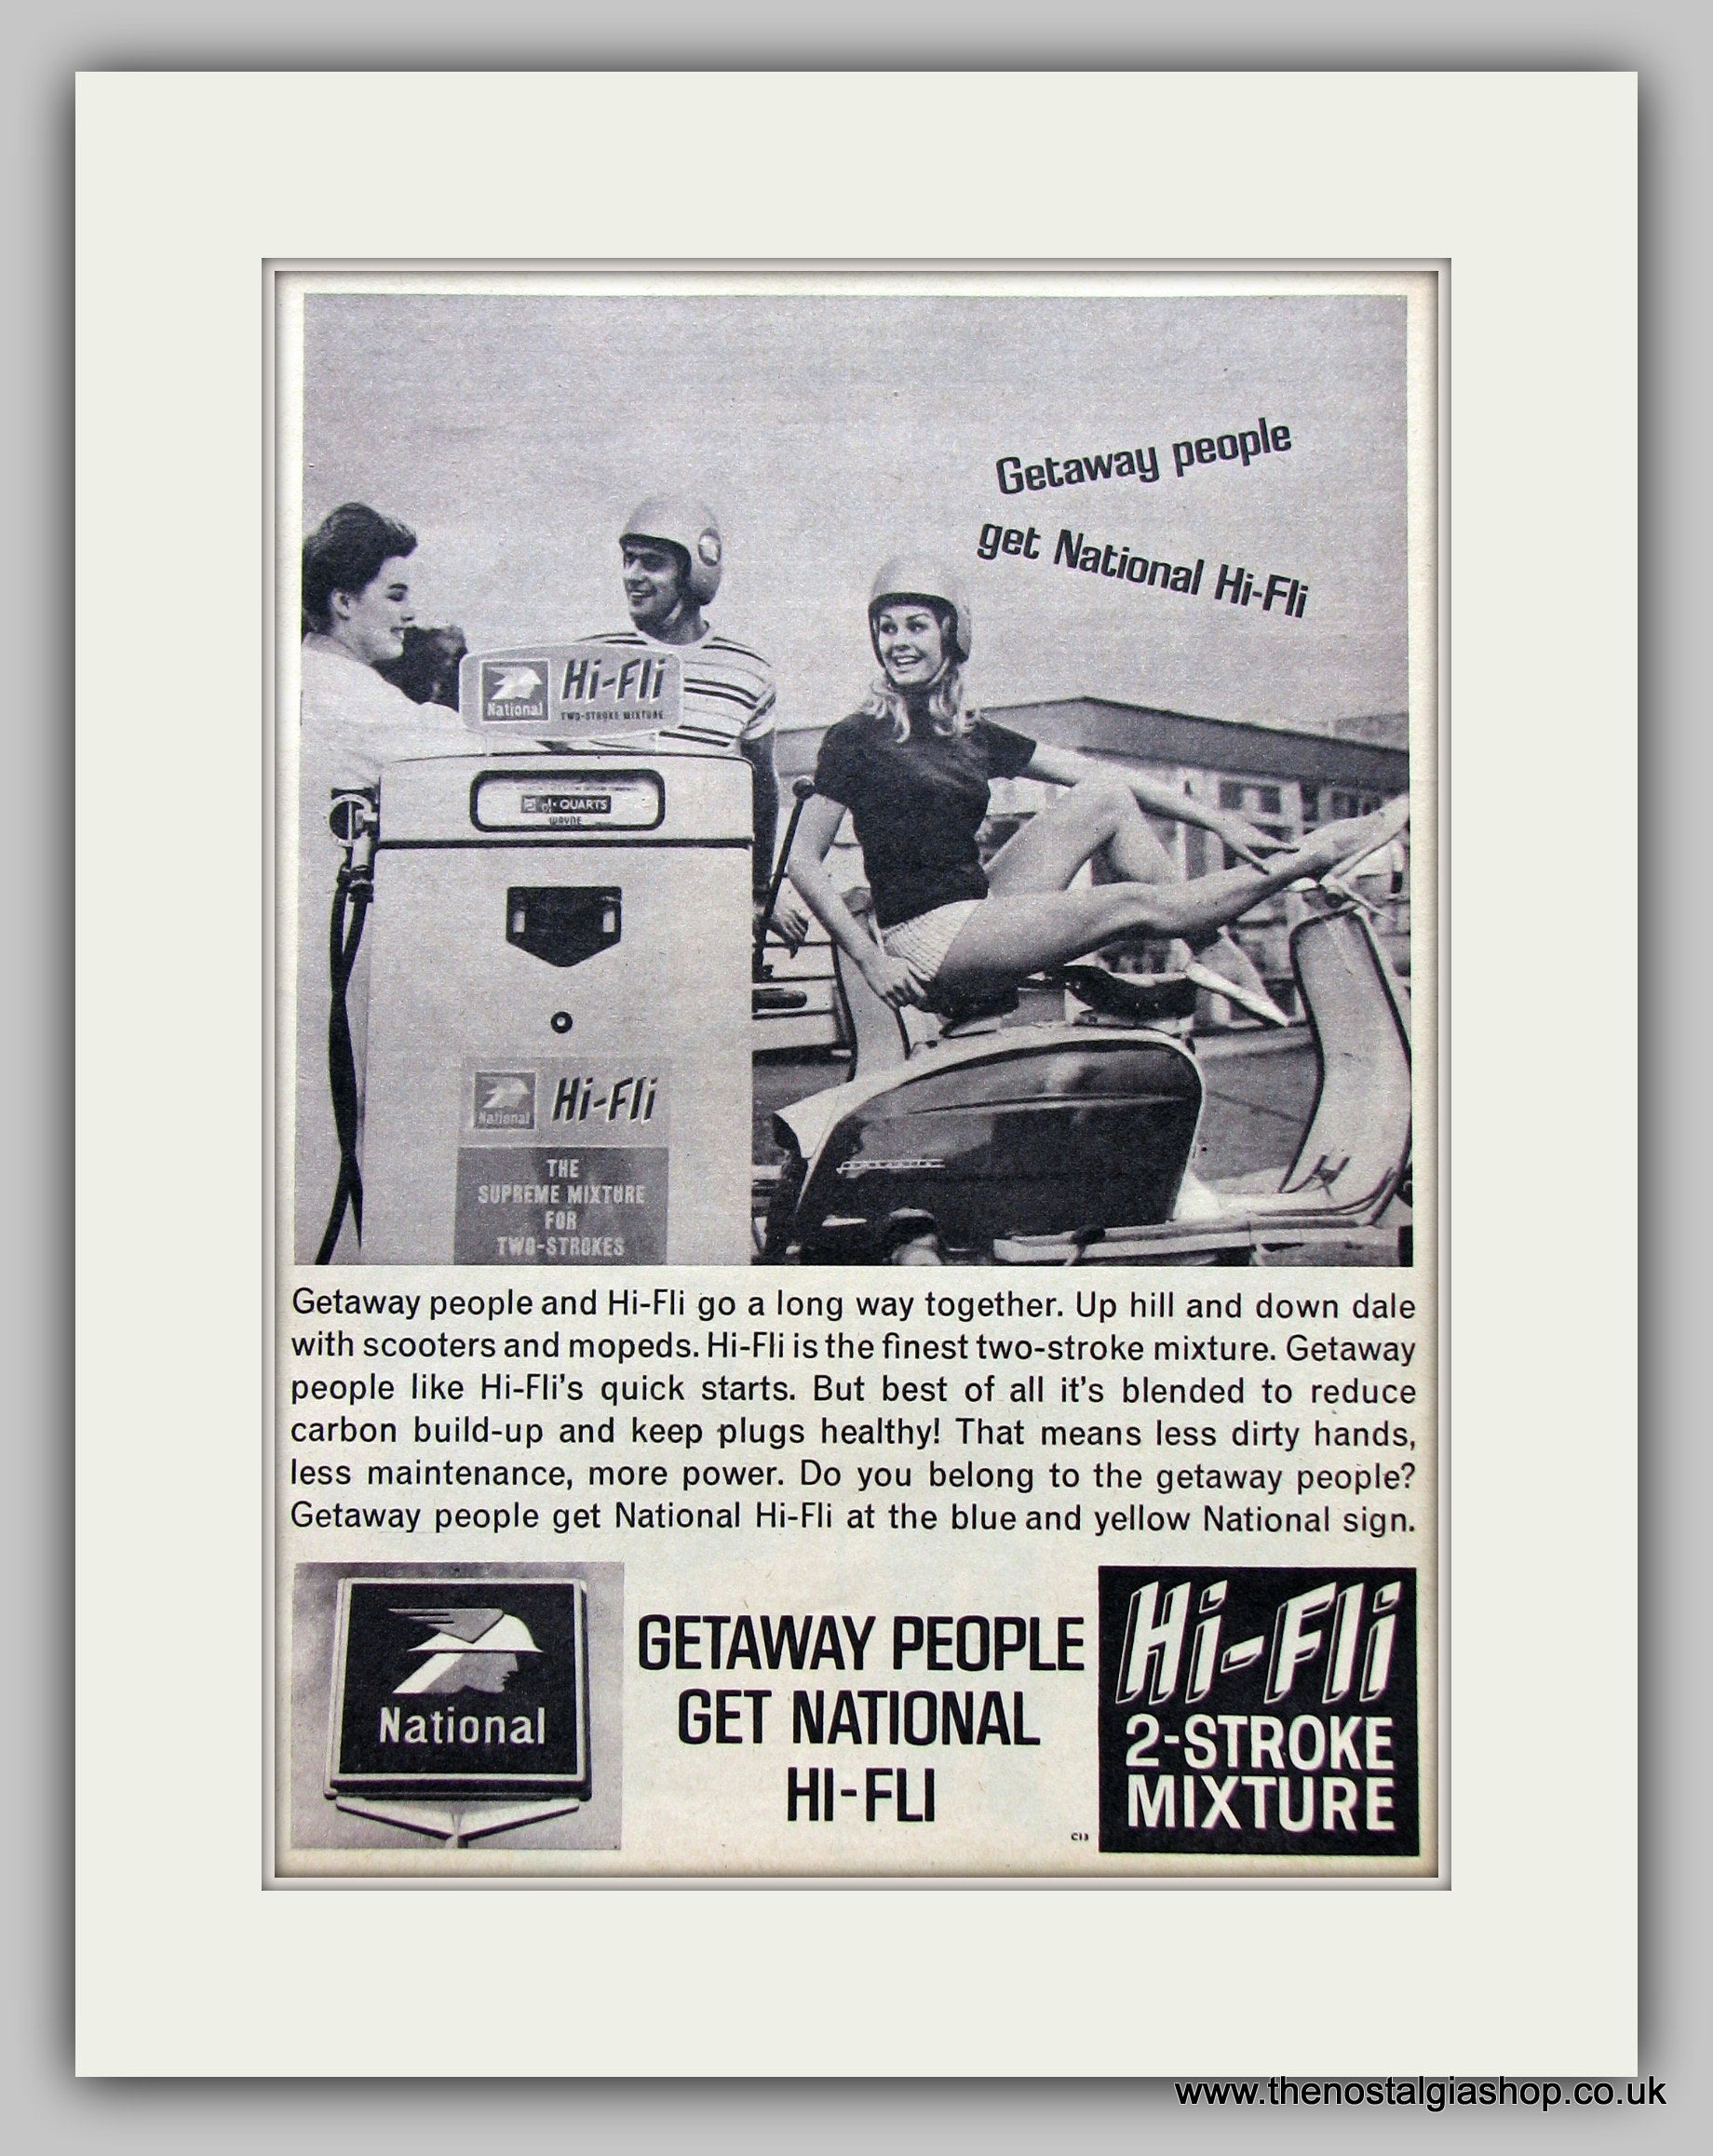 Getaway people
get National Hi-Fli
Hi-Fli
National
TWO-STROKE MIXTURE
QUARTS
WAYNE
Hi-Fli
National
THE
SUPREME MIXTURE
FOR
TWO-STROKES
Getaway people and Hi-Fli go a long way together. Up hill and down dale
with scooters and mopeds. Hi-Fli is the finest two-stroke mixture. Getaway
people like Hi-Fli's quick starts. But best of all it's blended to reduce
carbon build-up and keep plugs healthy! That means less dirty hands,
less maintenance, more power. Do you belong to the getaway people?
Getaway people get National Hi-Fli at the blue and yellow National sign.
National
GETAWAY PEOPLE
GET NATIONAL
HI-FLI
C13
Hi-Fli
2-STROKE
MIXTURE
www.thenostalgiashop.co.uk